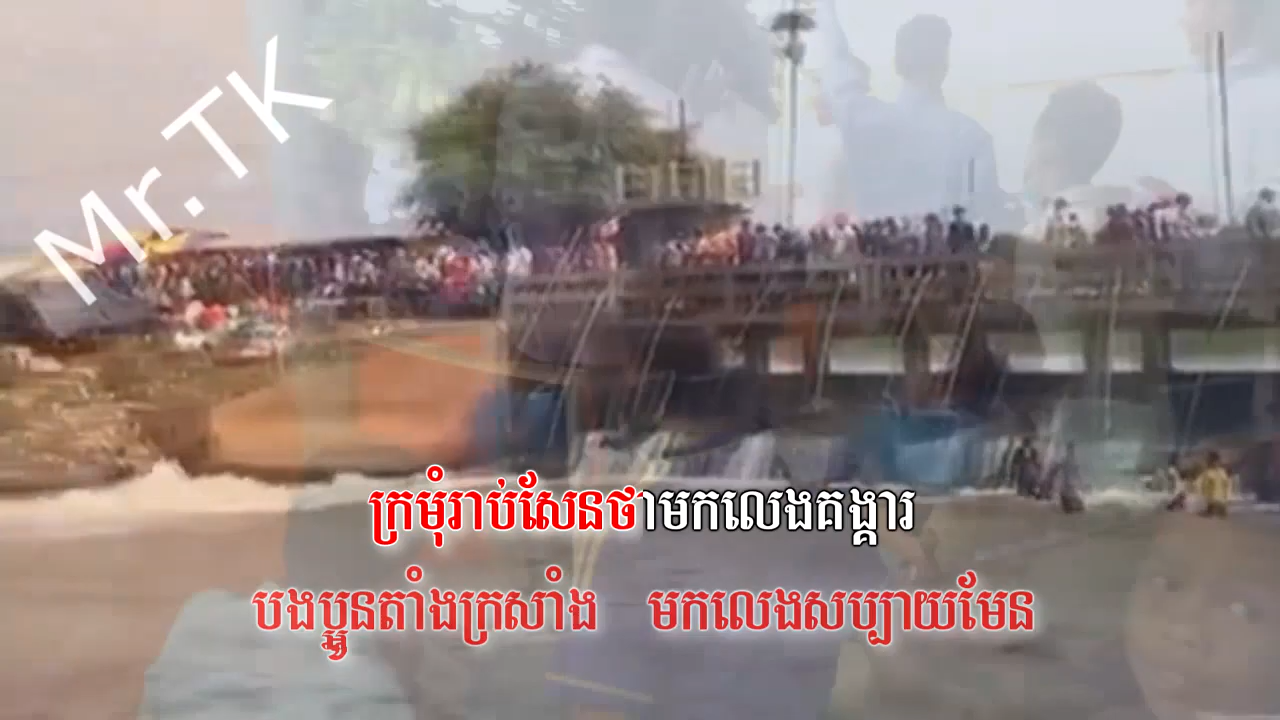 Mr.TK
ក្រមុំរាប់សែនថាមកលេងគង្គារ
បងប្អូនតាំងក្រសាំង មកលេងសប្បាយមែន